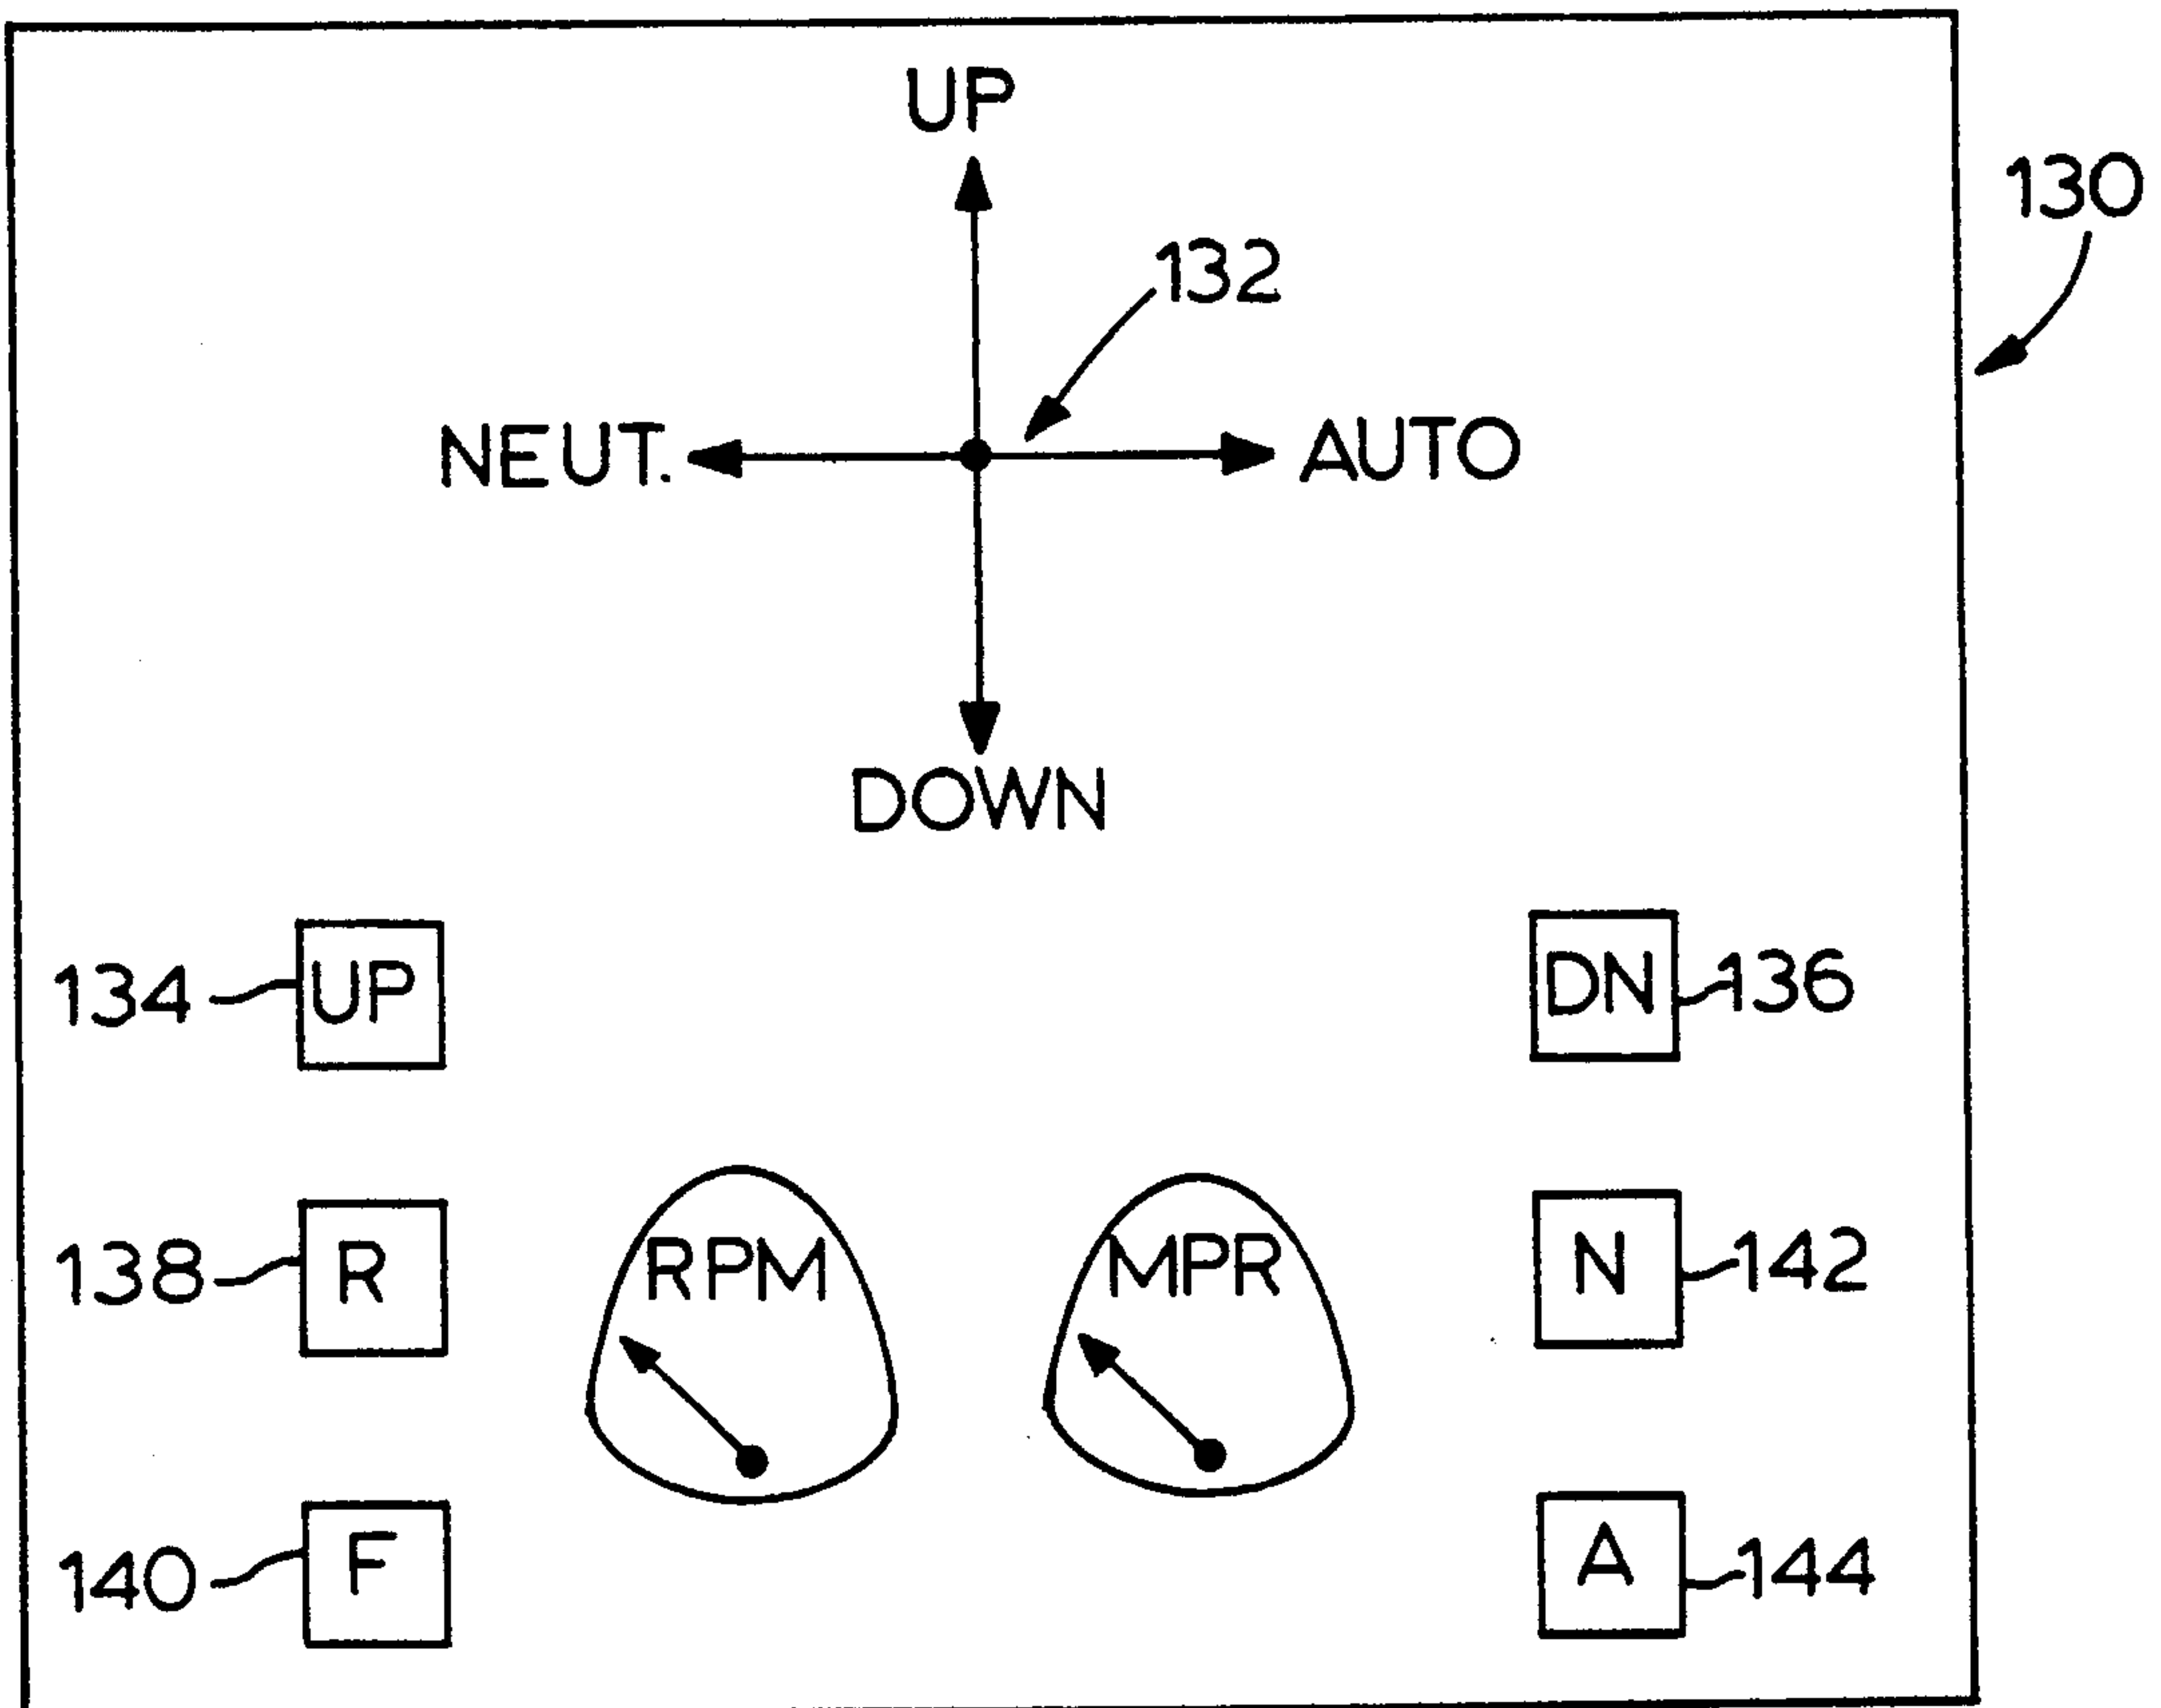 UP
130
132
NEUT. AUTO
DOWN
134 UP DN 136
138 R RPM MPR N 142
140 F A 144